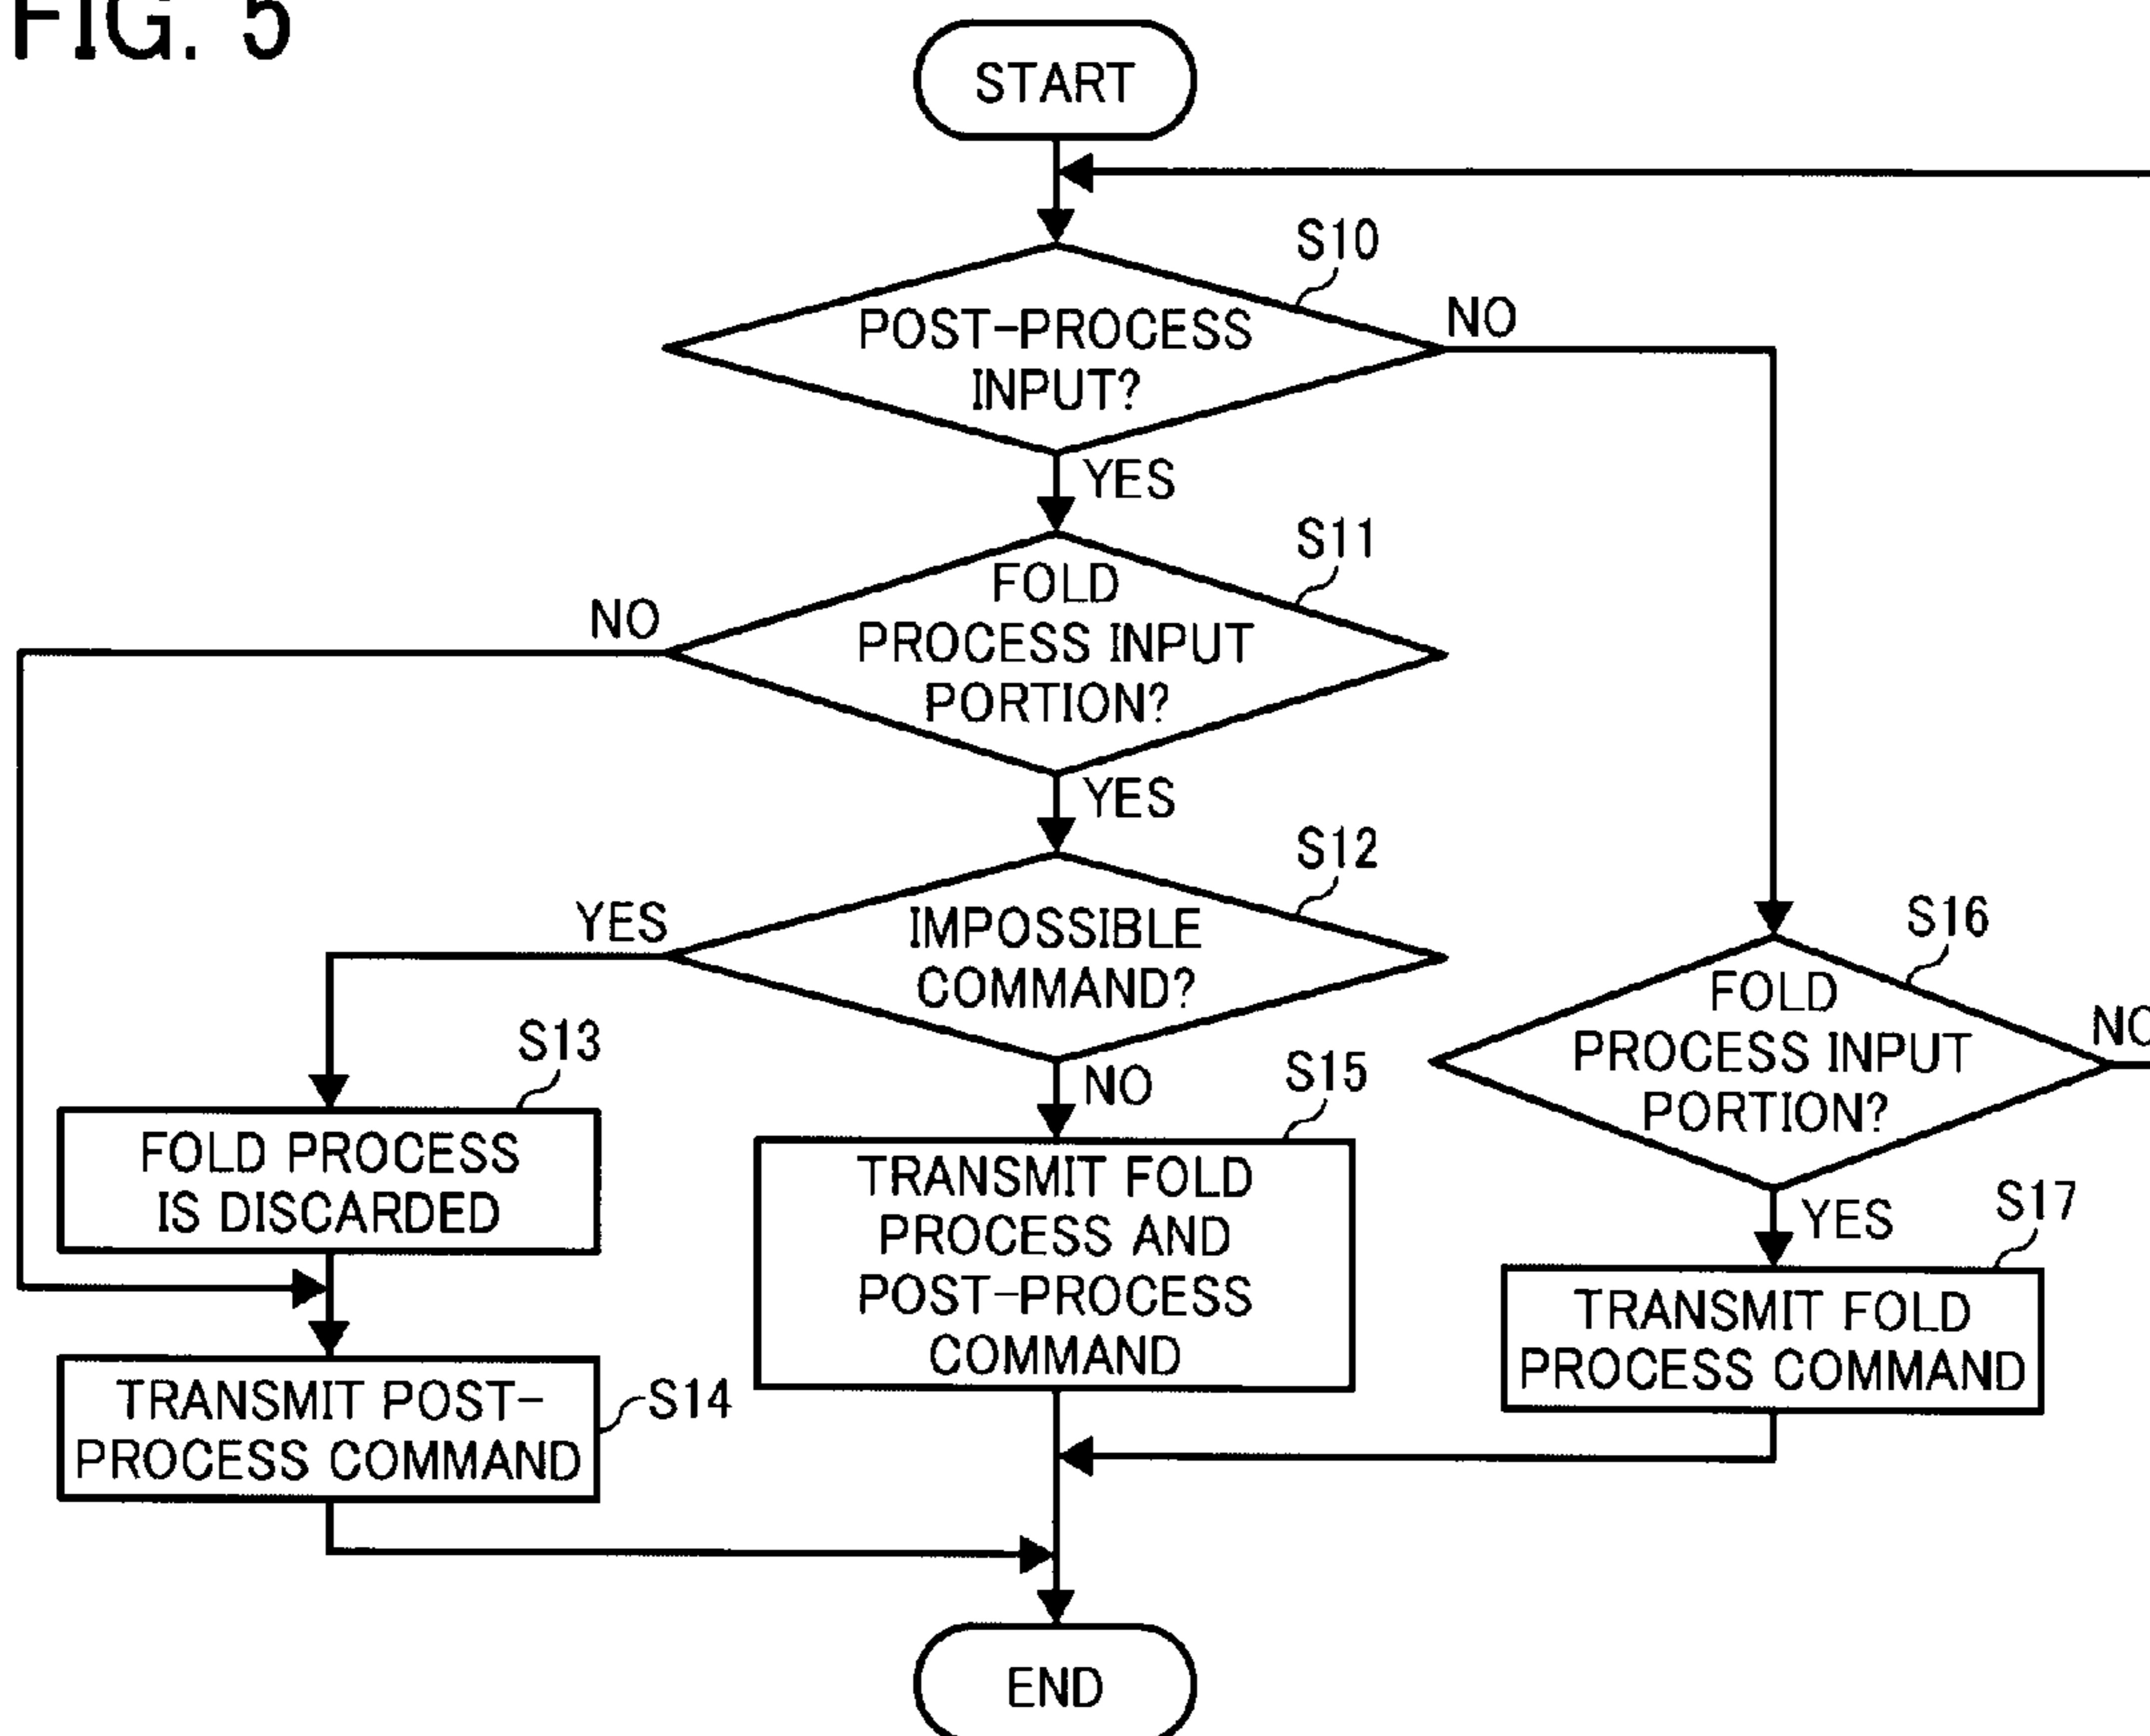 FIG. 5
START
S10
POST-PROCESS
INPUT?
NO
YES
S11
FOLD
PROCESS INPUT
PORTION?
NO
YES
S12
IMPOSSIBLE
COMMAND?
YES
NO
S13
FOLD PROCESS
IS DISCARDED
S14
TRANSMIT POST-
PROCESS COMMAND
S15
TRANSMIT FOLD
PROCESS AND
POST-PROCESS
COMMAND
S16
FOLD
PROCESS INPUT
PORTION?
NO
YES
S17
TRANSMIT FOLD
PROCESS COMMAND
END